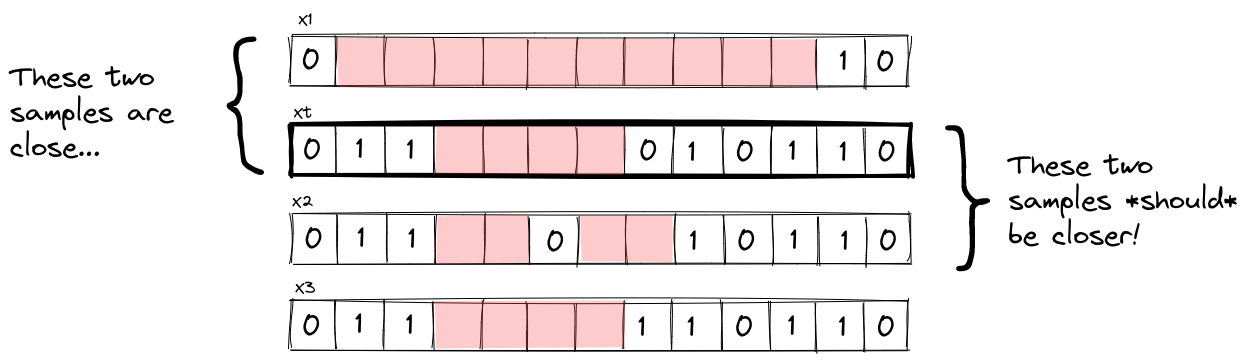 x1
0 1 0
These two
samples are
close...
xt
0 1 1 0 1 0 1 1 0
These two
samples *should*
be closer!
x2
0 1 1 0 1 0 1 1 0
x3
0 1 1 1 1 0 1 1 0